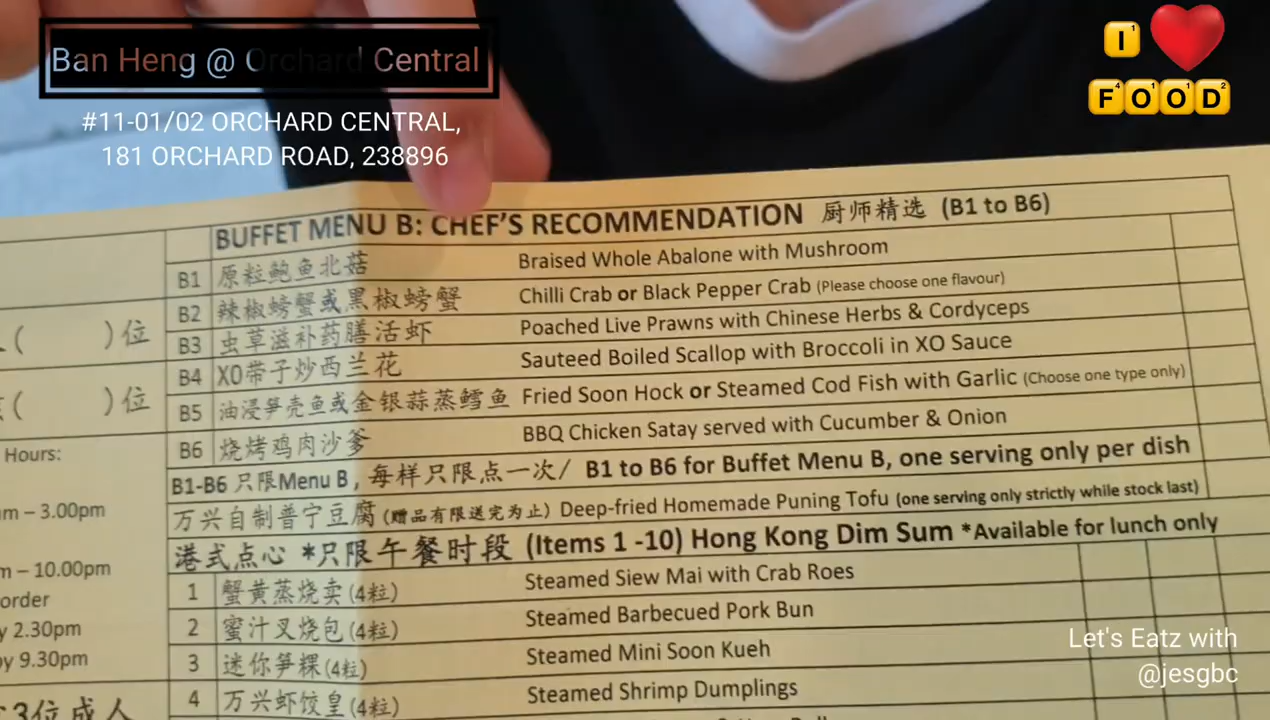 Ban Heng @ Orchard Central
#11-01/02 ORCHARD CENTRAL,
181 ORCHARD ROAD, 238896
I
FOOD
BUFFET MENU B: CHEF'S RECOMMENDATION 厨师精选 (B1 to B6)
B1 原粒鲍鱼北菇 Braised Whole Abalone with Mushroom
B2 辣椒螃蟹或黑椒螃蟹 Chilli Crab or Black Pepper Crab (Please choose one flavour)
( )位 B3 虫草滋补药膳活虾 Poached Live Prawns with Chinese Herbs & Cordyceps
B4 XO带子炒西兰花 Sauteed Boiled Scallop with Broccoli in XO Sauce
( )位 B5 油浸笋壳鱼或金银蒜蒸鳕鱼 Fried Soon Hock or Steamed Cod Fish with Garlic (Choose one type only)
Hours: B6 烧烤鸡肉沙爹 BBQ Chicken Satay served with Cucumber & Onion
B1-B6 只限Menu B , 每样只限点一次/ B1 to B6 for Buffet Menu B, one serving only per dish
– 3.00pm 万兴自制普宁豆腐 (赠品有限送完为止) Deep-fried Homemade Puning Tofu (one serving only strictly while stock last)
港式点心 *只限午餐时段 (Items 1 -10) Hong Kong Dim Sum *Available for lunch only
– 10.00pm 1 蟹黄蒸烧卖 (4粒) Steamed Siew Mai with Crab Roes
order 2 蜜汁叉烧包 (4粒) Steamed Barbecued Pork Bun
2.30pm 3 迷你笋粿 (4粒) Steamed Mini Soon Kueh
9.30pm 4 万兴虾饺皇 (4粒) Steamed Shrimp Dumplings
3位成人
Let's Eatz with
@jesgbc